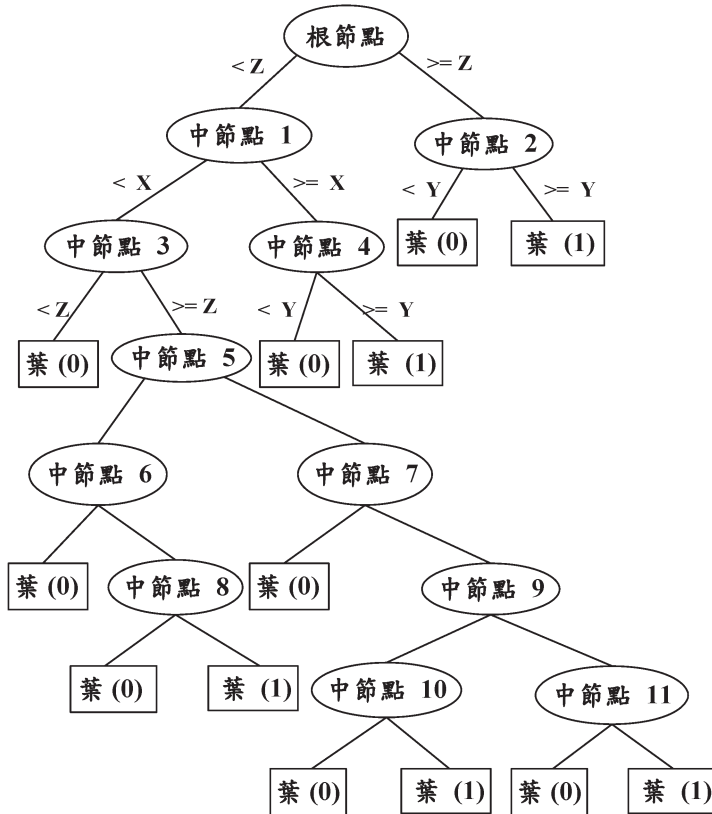 根節點
< Z
>= Z
中節點 1
中節點 2
< X
>= X
< Y
>= Y
中節點 3
中節點 4
葉 (0)
葉 (1)
< Z
>= Z
< Y
>= Y
葉 (0)
中節點 5
葉 (0)
葉 (1)
中節點 6
中節點 7
葉 (0)
中節點 8
葉 (0)
中節點 9
葉 (0)
葉 (1)
中節點 10
中節點 11
葉 (0)
葉 (1)
葉 (0)
葉 (1)